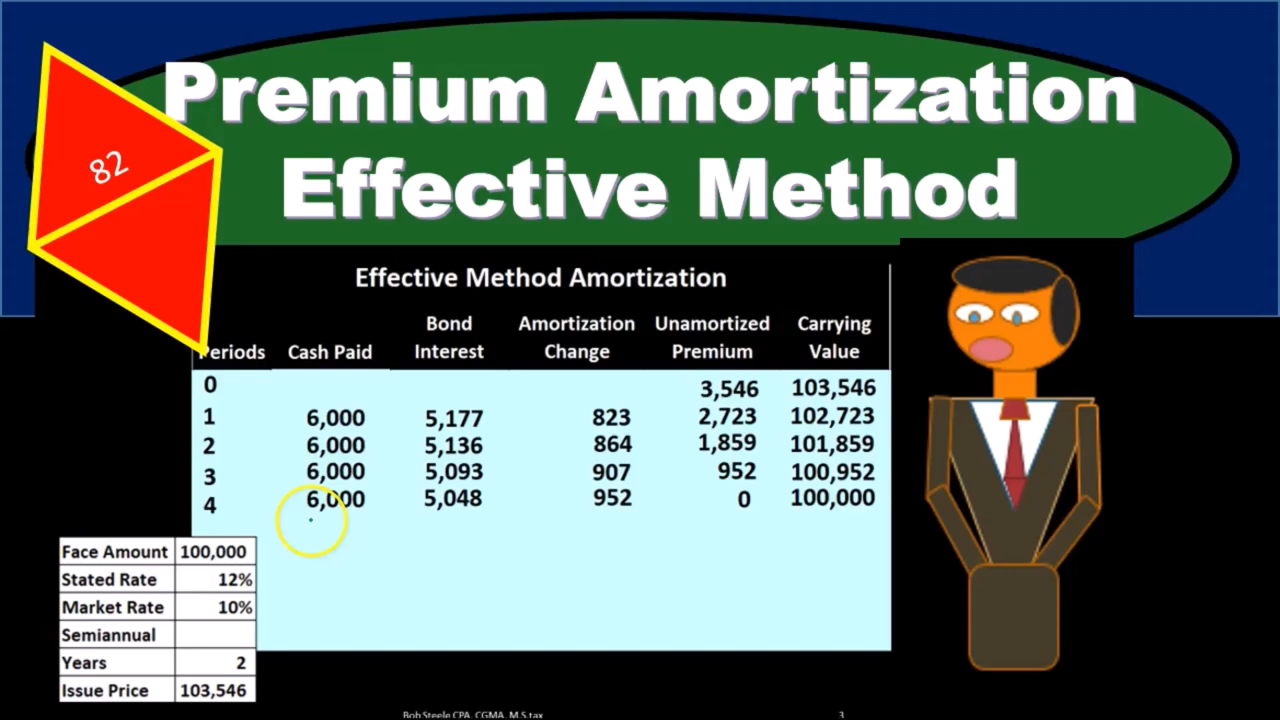 Premium Amortization
Effective Method
82
Effective Method Amortization
Periods Cash Paid Bond Interest Amortization Change Unamortized Premium Carrying Value
0 3,546 103,546
1 6,000 5,177 823 2,723 102,723
2 6,000 5,136 864 1,859 101,859
3 6,000 5,093 907 952 100,952
4 6,000 5,048 952 0 100,000
Face Amount 100,000
Stated Rate 12%
Market Rate 10%
Semiannual
Years 2
Issue Price 103,546
Bob Steele CPA, CGMA, M.S.tax 3